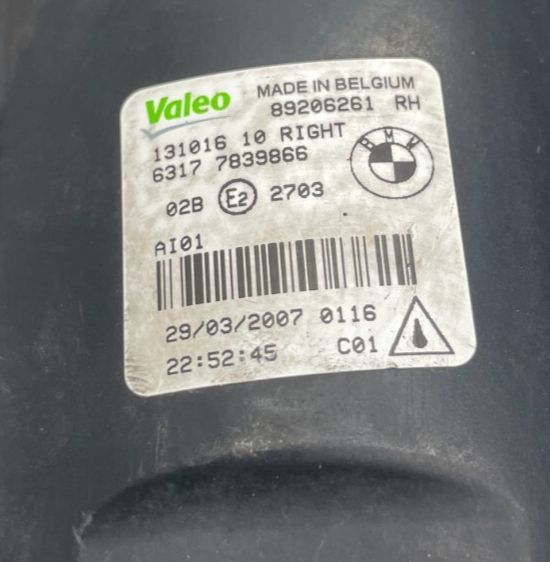 Valeo
MADE IN BELGIUM
89206261 RH
131016 10 RIGHT
6317 7839866
BMW
02B E2 2703
AI01
29/03/2007 0116
22:52:45 C01